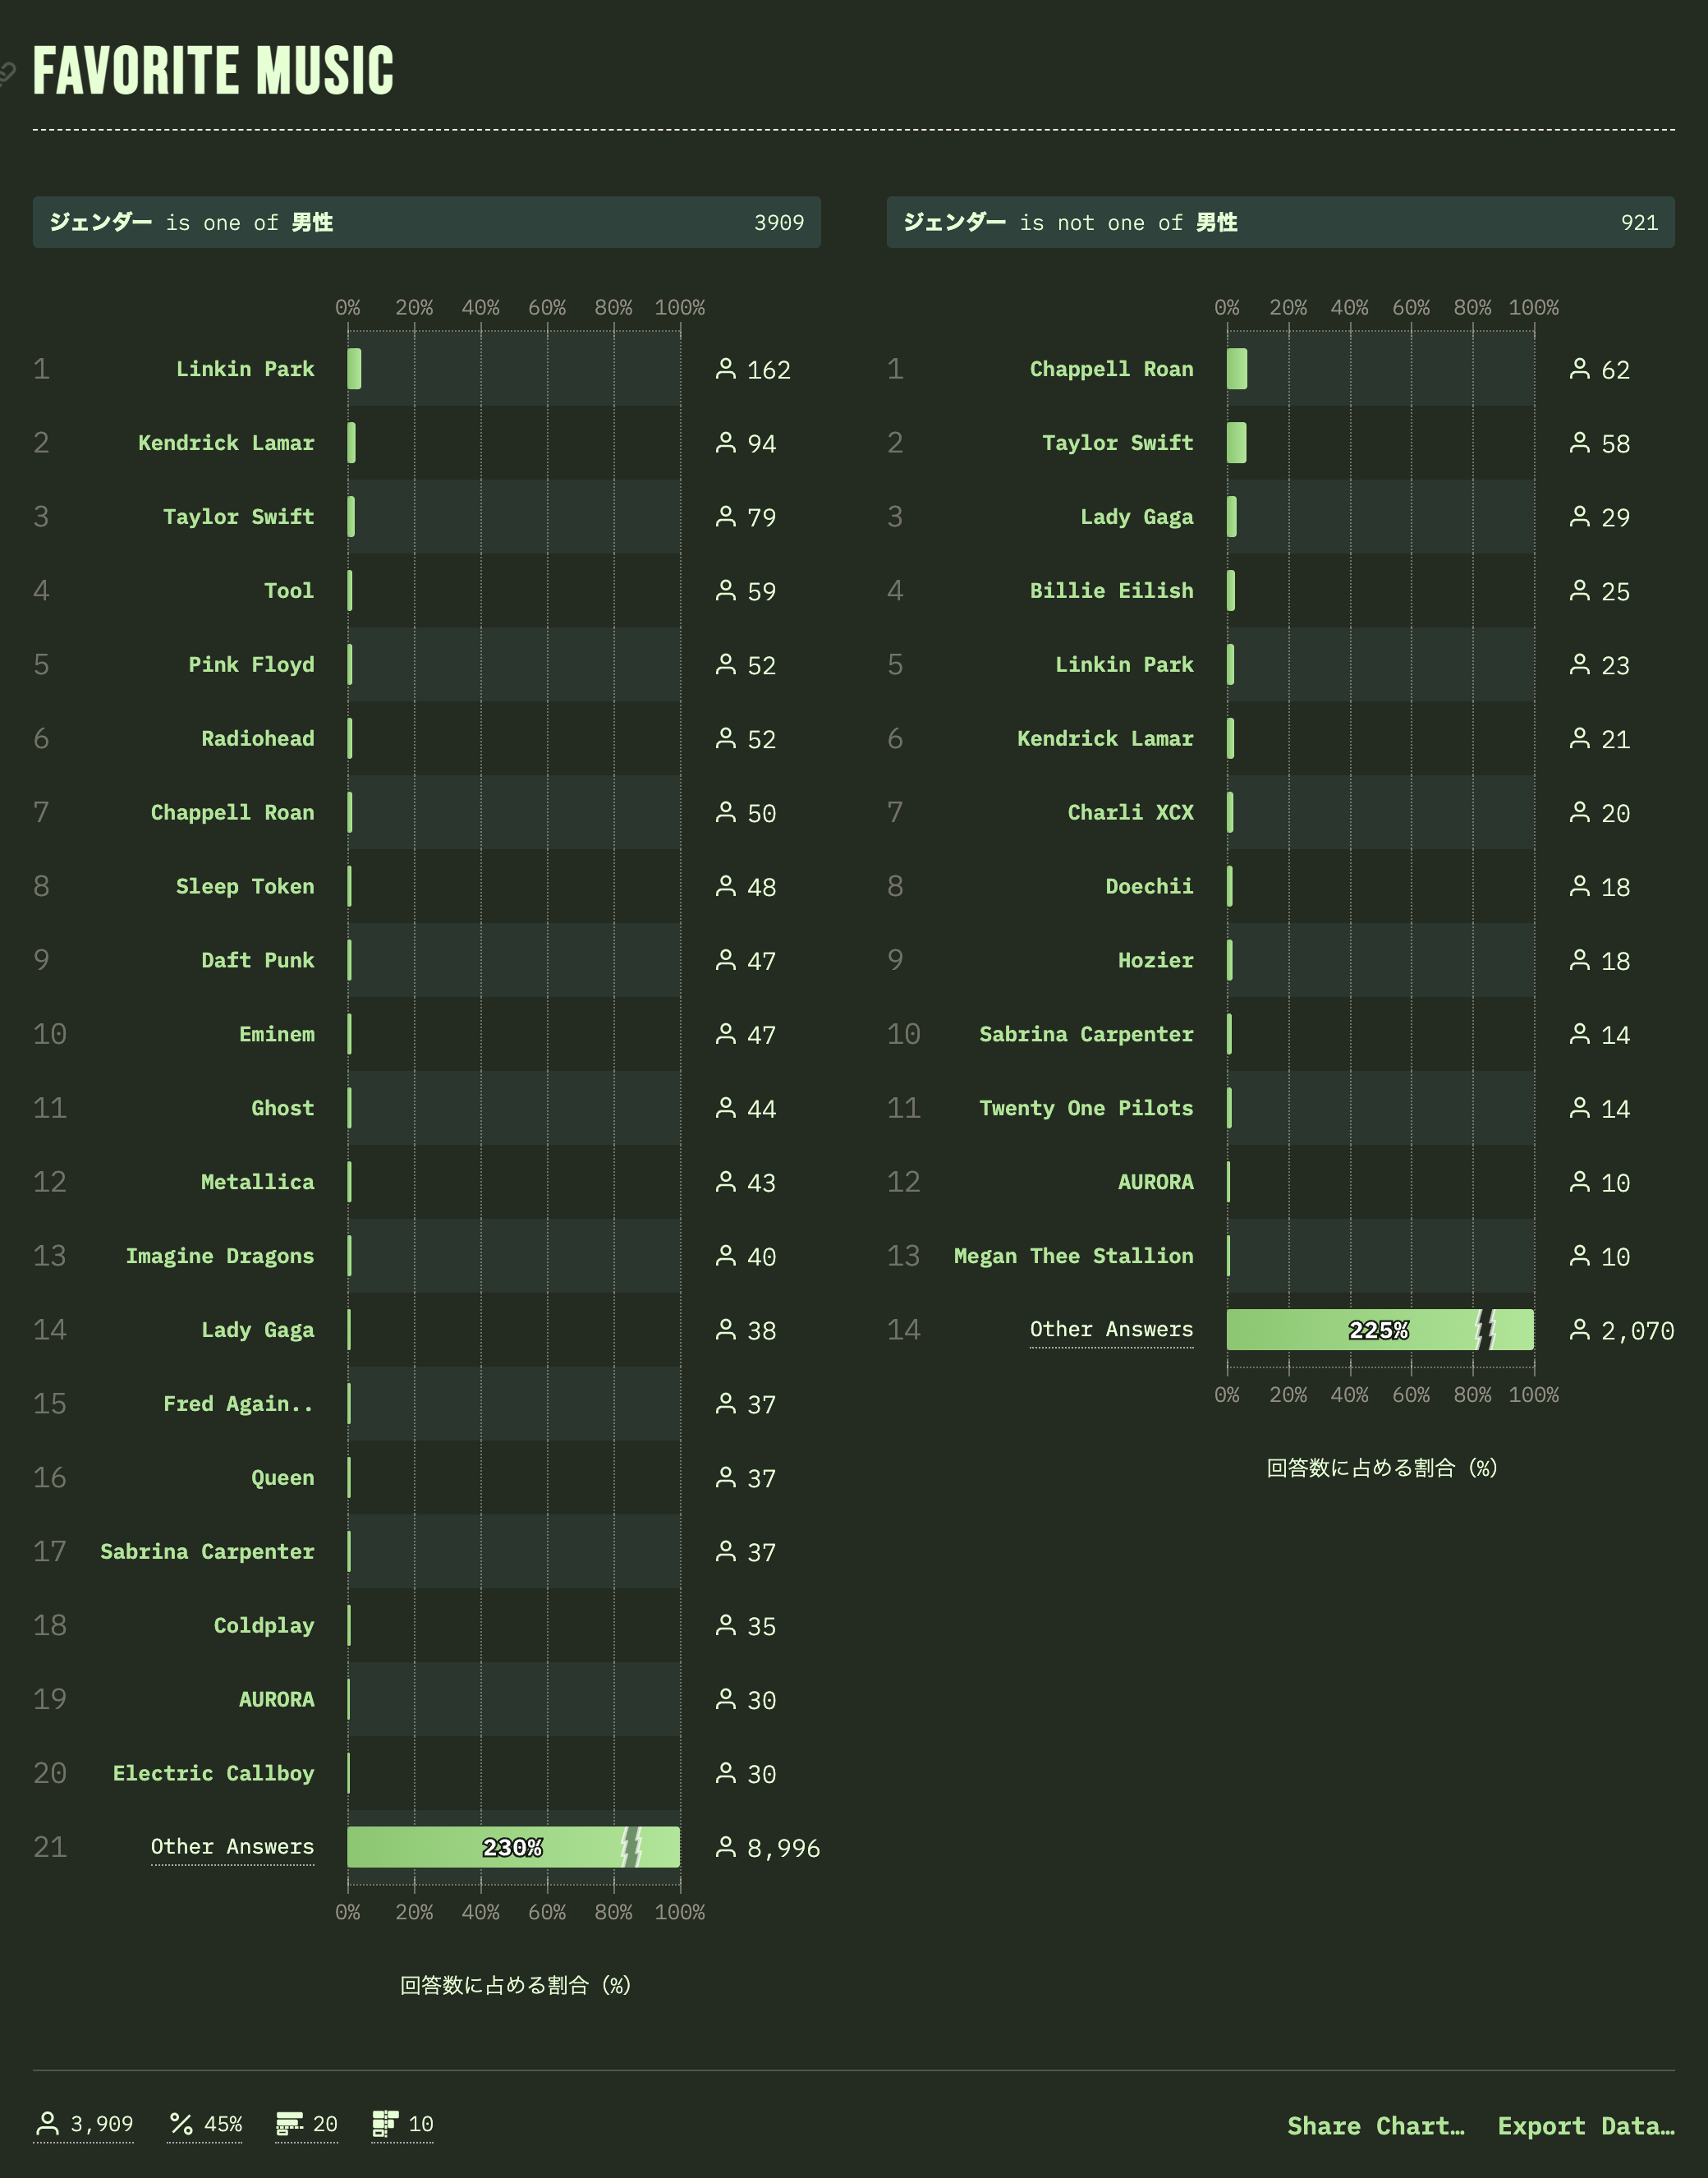 FAVORITE MUSIC
ジェンダー is one of 男性 3909
0% 20% 40% 60% 80% 100%
1 Linkin Park 162
2 Kendrick Lamar 94
3 Taylor Swift 79
4 Tool 59
5 Pink Floyd 52
6 Radiohead 52
7 Chappell Roan 50
8 Sleep Token 48
9 Daft Punk 47
10 Eminem 47
11 Ghost 44
12 Metallica 43
13 Imagine Dragons 40
14 Lady Gaga 38
15 Fred Again.. 37
16 Queen 37
17 Sabrina Carpenter 37
18 Coldplay 35
19 AURORA 30
20 Electric Callboy 30
21 Other Answers 230% 8,996
0% 20% 40% 60% 80% 100%
回答数に占める割合 (%)
ジェンダー is not one of 男性 921
0% 20% 40% 60% 80% 100%
1 Chappell Roan 62
2 Taylor Swift 58
3 Lady Gaga 29
4 Billie Eilish 25
5 Linkin Park 23
6 Kendrick Lamar 21
7 Charli XCX 20
8 Doechii 18
9 Hozier 18
10 Sabrina Carpenter 14
11 Twenty One Pilots 14
12 AURORA 10
13 Megan Thee Stallion 10
14 Other Answers 225% 2,070
0% 20% 40% 60% 80% 100%
回答数に占める割合 (%)
3,909 45% 20 10
Share Chart… Export Data…